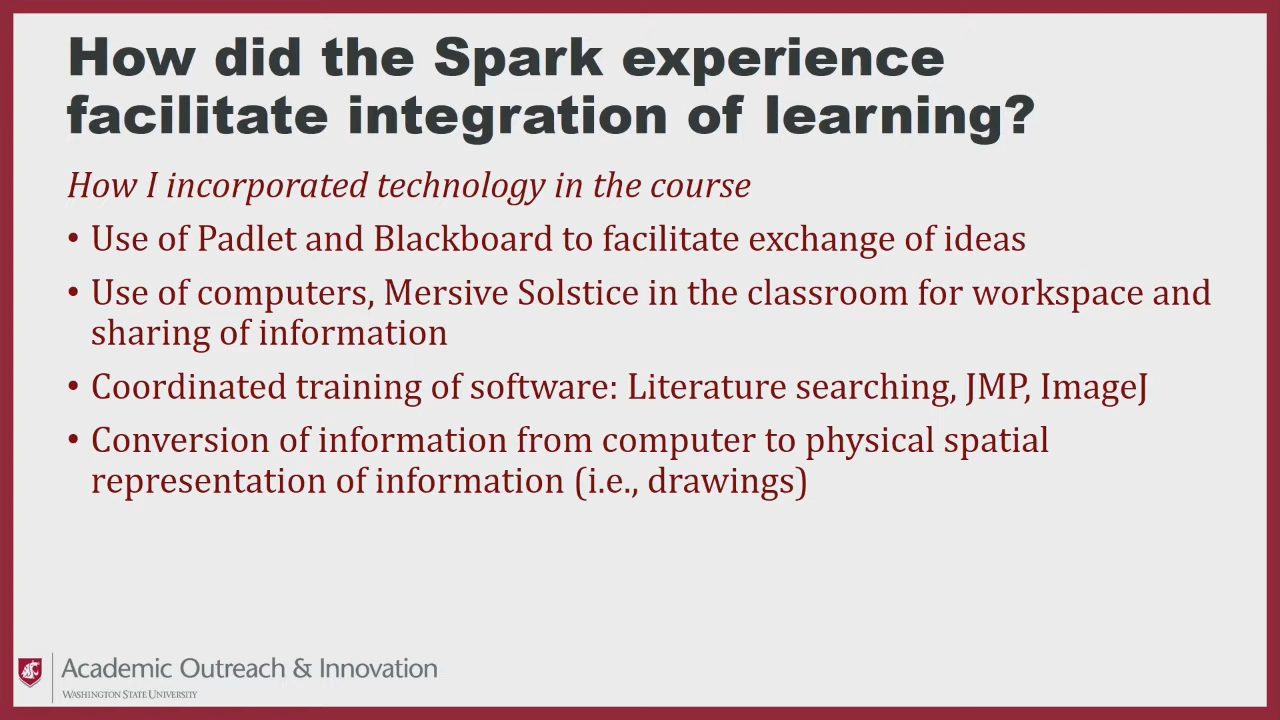 How did the Spark experience
facilitate integration of learning?
How I incorporated technology in the course
• Use of Padlet and Blackboard to facilitate exchange of ideas
• Use of computers, Mersive Solstice in the classroom for workspace and
sharing of information
• Coordinated training of software: Literature searching, JMP, ImageJ
• Conversion of information from computer to physical spatial
representation of information (i.e., drawings)
Academic Outreach & Innovation
WASHINGTON STATE UNIVERSITY